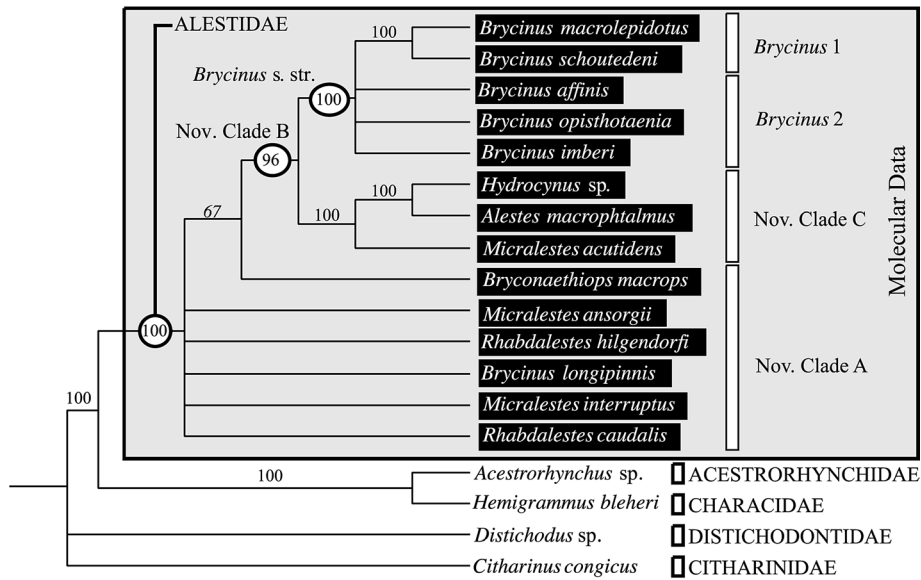 ALESTIDAE
Brycinus macrolepidotus
100
Brycinus 1
Brycinus schoutedeni
Brycinus s. str.
Brycinus affinis
100
Brycinus opisthotaenia
Brycinus 2
Nov. Clade B
Brycinus imberi
96
Hydrocynus sp.
100
67
100
Alestes macrophtalmus
Nov. Clade C
Micralestes acutidens
Molecular Data
Bryconaethiops macrops
Micralestes ansorgii
100
Rhabdalestes hilgendorfi
Brycinus longipinnis
Nov. Clade A
100
Micralestes interruptus
Rhabdalestes caudalis
100
Acestrorhynchus sp.
ACESTRORHYNCHIDAE
Hemigrammus bleheri
CHARACIDAE
Distichodus sp.
DISTICHODONTIDAE
Citharinus congicus
CITHARINIDAE